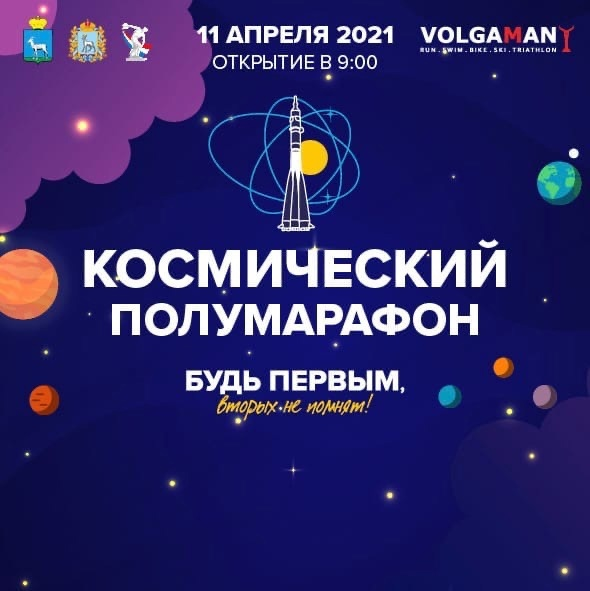 11 АПРЕЛЯ 2021
ОТКРЫТИЕ В 9:00
VOLGAMAN
RUN.SWIM.BIKE.SKI.TRIATHLON
КОСМИЧЕСКИЙ
ПОЛУМАРАФОН
БУДЬ ПЕРВЫМ,
вторых не помнят!